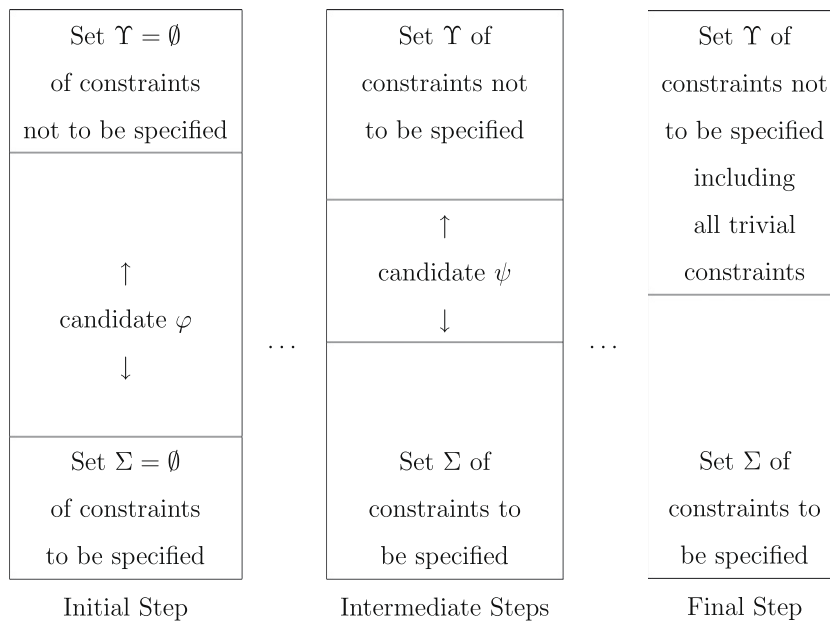 Set ϒ = ∅
of constraints
not to be specified
↑
candidate φ
↓
Set Σ = ∅
of constraints
to be specified
Initial Step
...
Set ϒ of
constraints not
to be specified
↑
candidate ψ
↓
Set Σ of
constraints to
be specified
Intermediate Steps
...
Set ϒ of
constraints not
to be specified
including
all trivial
constraints
Set Σ of
constraints to
be specified
Final Step